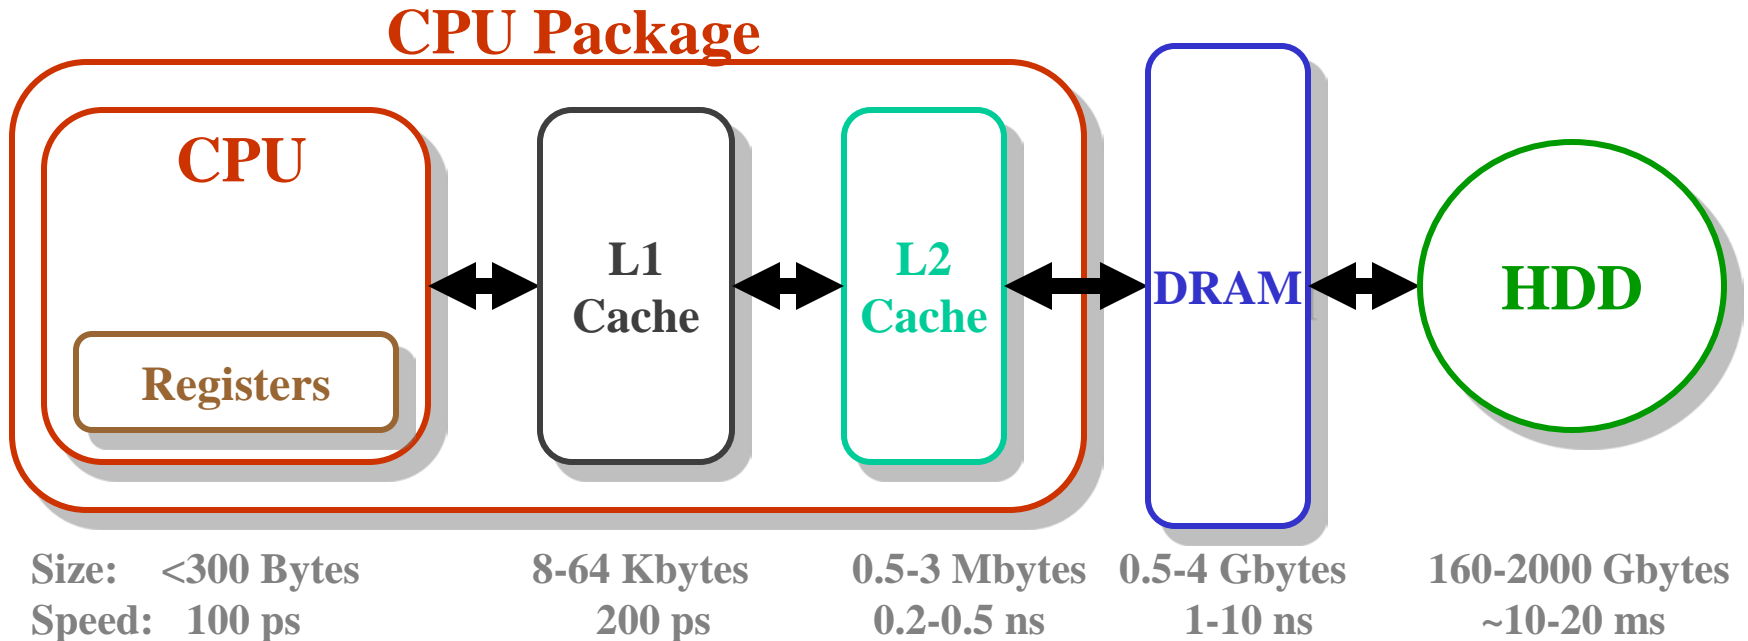 CPU Package
CPU
L1
Cache
L2
Cache
DRAM
HDD
Registers
Size: <300 Bytes 8-64 Kbytes 0.5-3 Mbytes 0.5-4 Gbytes 160-2000 Gbytes
Speed: 100 ps 200 ps 0.2-0.5 ns 1-10 ns ~10-20 ms